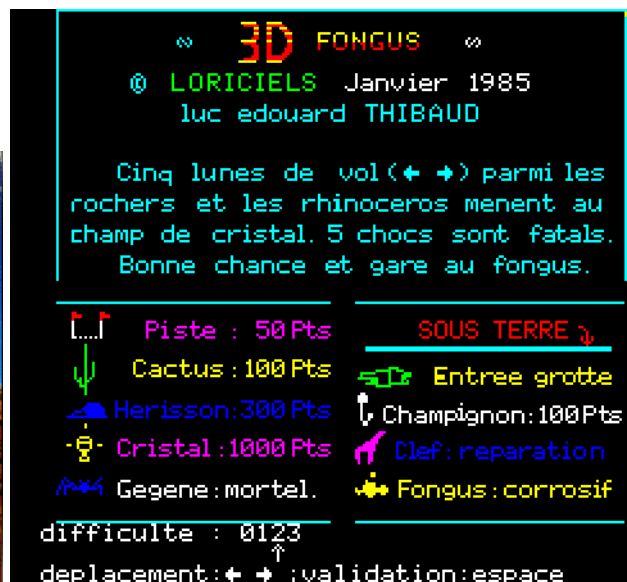 3D FONGUS
© LORICIELS Janvier 1985
luc edouard THIBAUD
Cinq lunes de vol (← →) parmi les
rochers et les rhinoceros menent au
champ de cristal. 5 chocs sont fatals.
Bonne chance et gare au fongus.
Piste : 50 Pts
Cactus : 100 Pts
Herisson: 300 Pts
Cristal : 1000 Pts
Gegene : mortel.
SOUS TERRE
Entree grotte
Champignon: 100 Pts
Clef: reparation
Fongus : corrosif
difficulte : 0123
↑
deplacement: ← → ; validation: espace